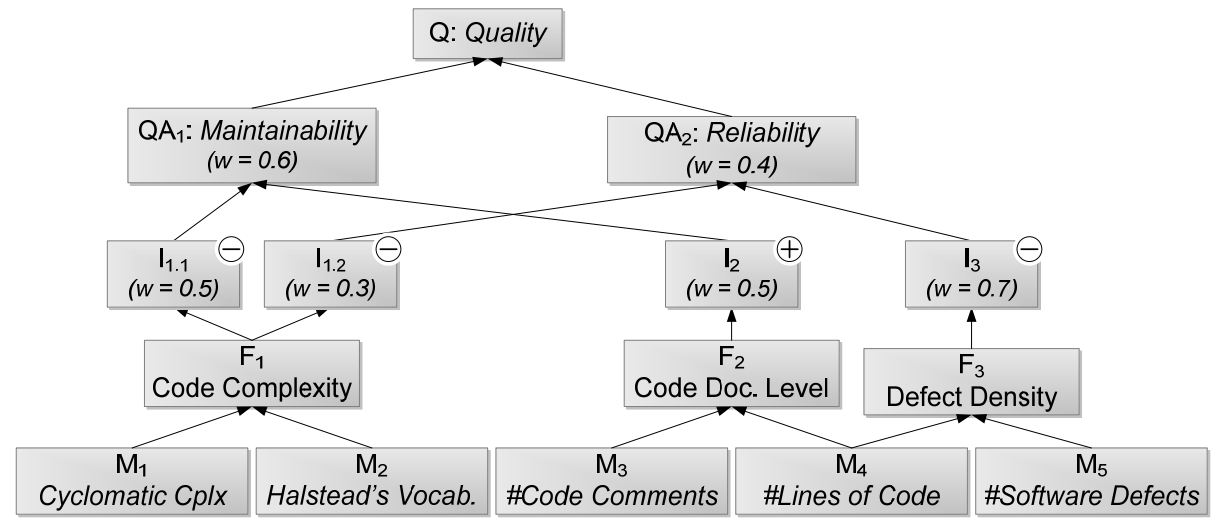 Q: Quality
QA₁: Maintainability
(w = 0.6)
QA₂: Reliability
(w = 0.4)
I₁.₁
(w = 0.5)
−
I₁.₂
(w = 0.3)
−
I₂
(w = 0.5)
+
I₃
(w = 0.7)
−
F₁
Code Complexity
F₂
Code Doc. Level
F₃
Defect Density
M₁
Cyclomatic Cplx
M₂
Halstead's Vocab.
M₃
#Code Comments
M₄
#Lines of Code
M₅
#Software Defects